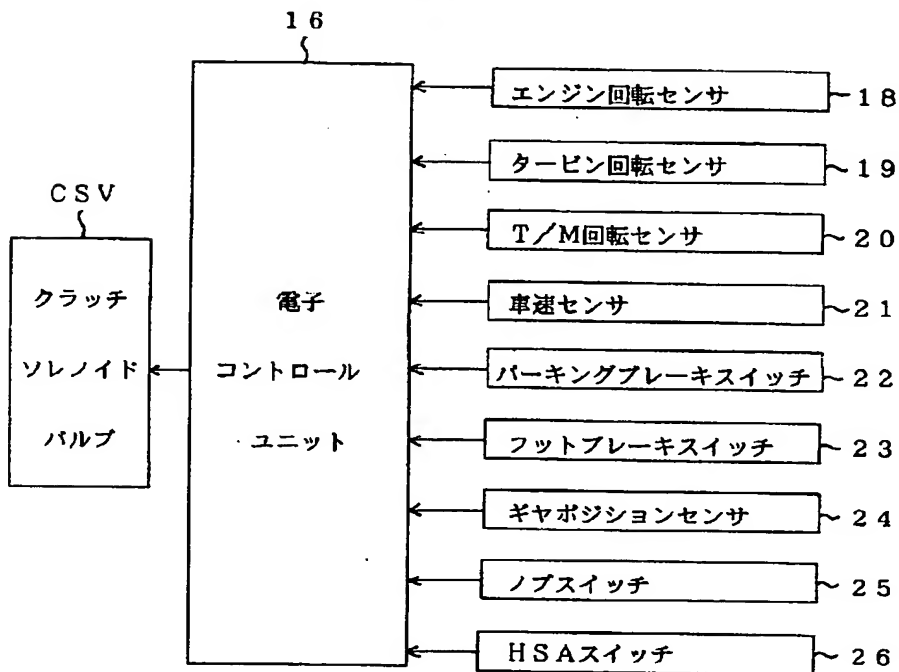 16
CSV
クラッチ
ソレノイド
バルブ
電子
コントロール
ユニット
エンジン回転センサ
18
タービン回転センサ
19
T/M回転センサ
20
車速センサ
21
パーキングブレーキスイッチ
22
フットブレーキスイッチ
23
ギヤポジションセンサ
24
ノブスイッチ
25
HSAスイッチ
26